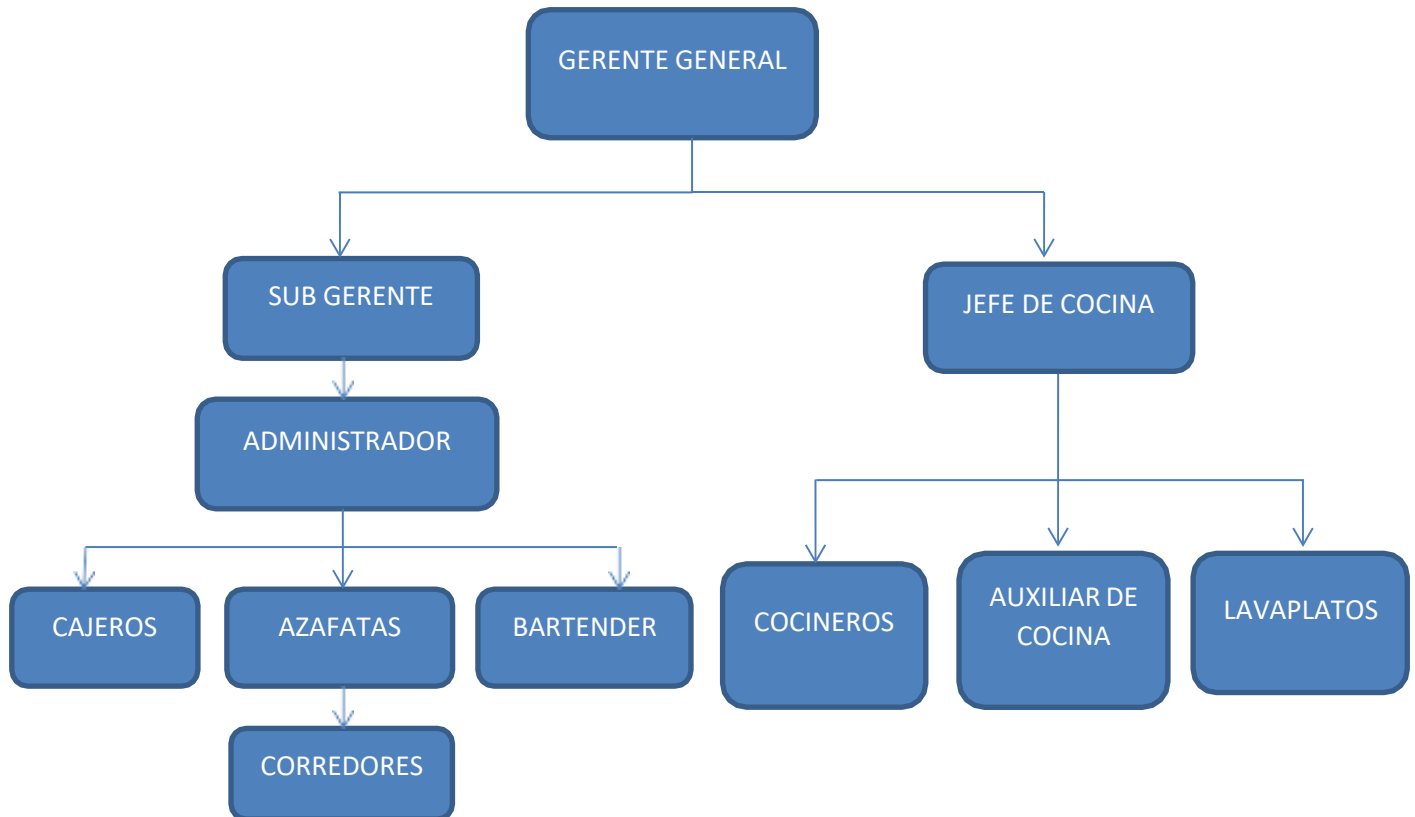 GERENTE GENERAL
SUB GERENTE
JEFE DE COCINA
ADMINISTRADOR
CAJEROS
AZAFATAS
BARTENDER
COCINEROS
AUXILIAR DE
COCINA
LAVAPLATOS
CORREDORES